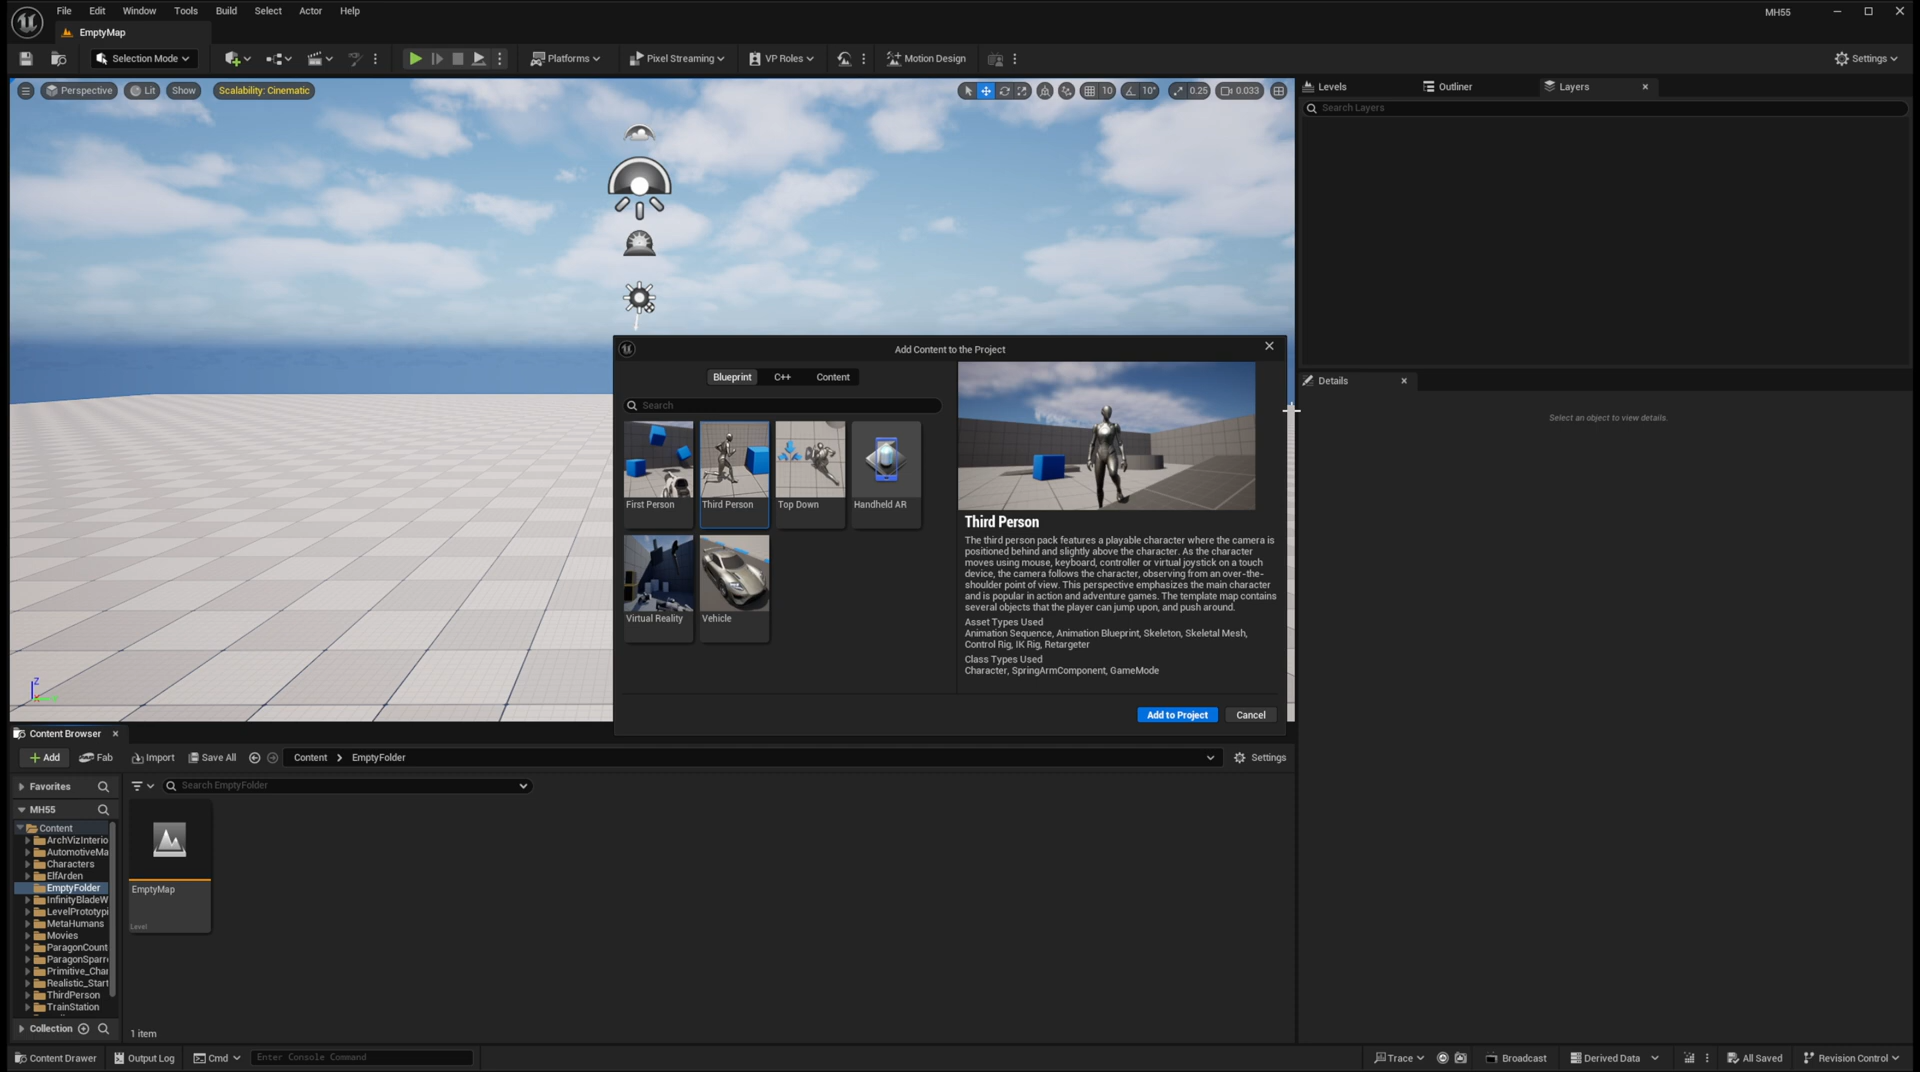 File Edit Window Tools Build Select Actor Help
MH55
EmptyMap
Selection Mode
Platforms
Pixel Streaming
VP Roles
Motion Design
Settings
Perspective
Lit
Show
Scalability: Cinematic
10
10°
0.25
0.033
Levels
Outliner
Layers
Search Layers
Add Content to the Project
Blueprint
C++
Content
Search
First Person
Third Person
Top Down
Handheld AR
Virtual Reality
Vehicle
Third Person
The third person pack features a playable character where the camera is
positioned behind and slightly above the character. As the character
moves using mouse, keyboard, controller or virtual joystick on a touch
device, the camera follows the character, observing from an over-the-
shoulder point of view. This perspective emphasizes the main character
and is popular in action and adventure games. The template map contains
several objects that the player can jump upon, and push around.
Asset Types Used
Animation Sequence, Animation Blueprint, Skeleton, Skeletal Mesh,
Control Rig, IK Rig, Retargeter
Class Types Used
Character, SpringArmComponent, GameMode
Add to Project
Cancel
Details
Select an object to view details.
Z
Content Browser
Add
Fab
Import
Save All
Content
EmptyFolder
Settings
Favorites
Search EmptyFolder
MH55
Content
ArchVizInterio
AutomotiveMa
Characters
ElfArden
EmptyFolder
InfinityBladeW
LevelPrototypi
MetaHumans
Movies
ParagonCount
ParagonSparr
Primitive_Char
Realistic_Start
ThirdPerson
TrainStation
Collection
EmptyMap
Level
1 item
Content Drawer
Output Log
Cmd
Enter Console Command
Trace
Broadcast
Derived Data
All Saved
Revision Control